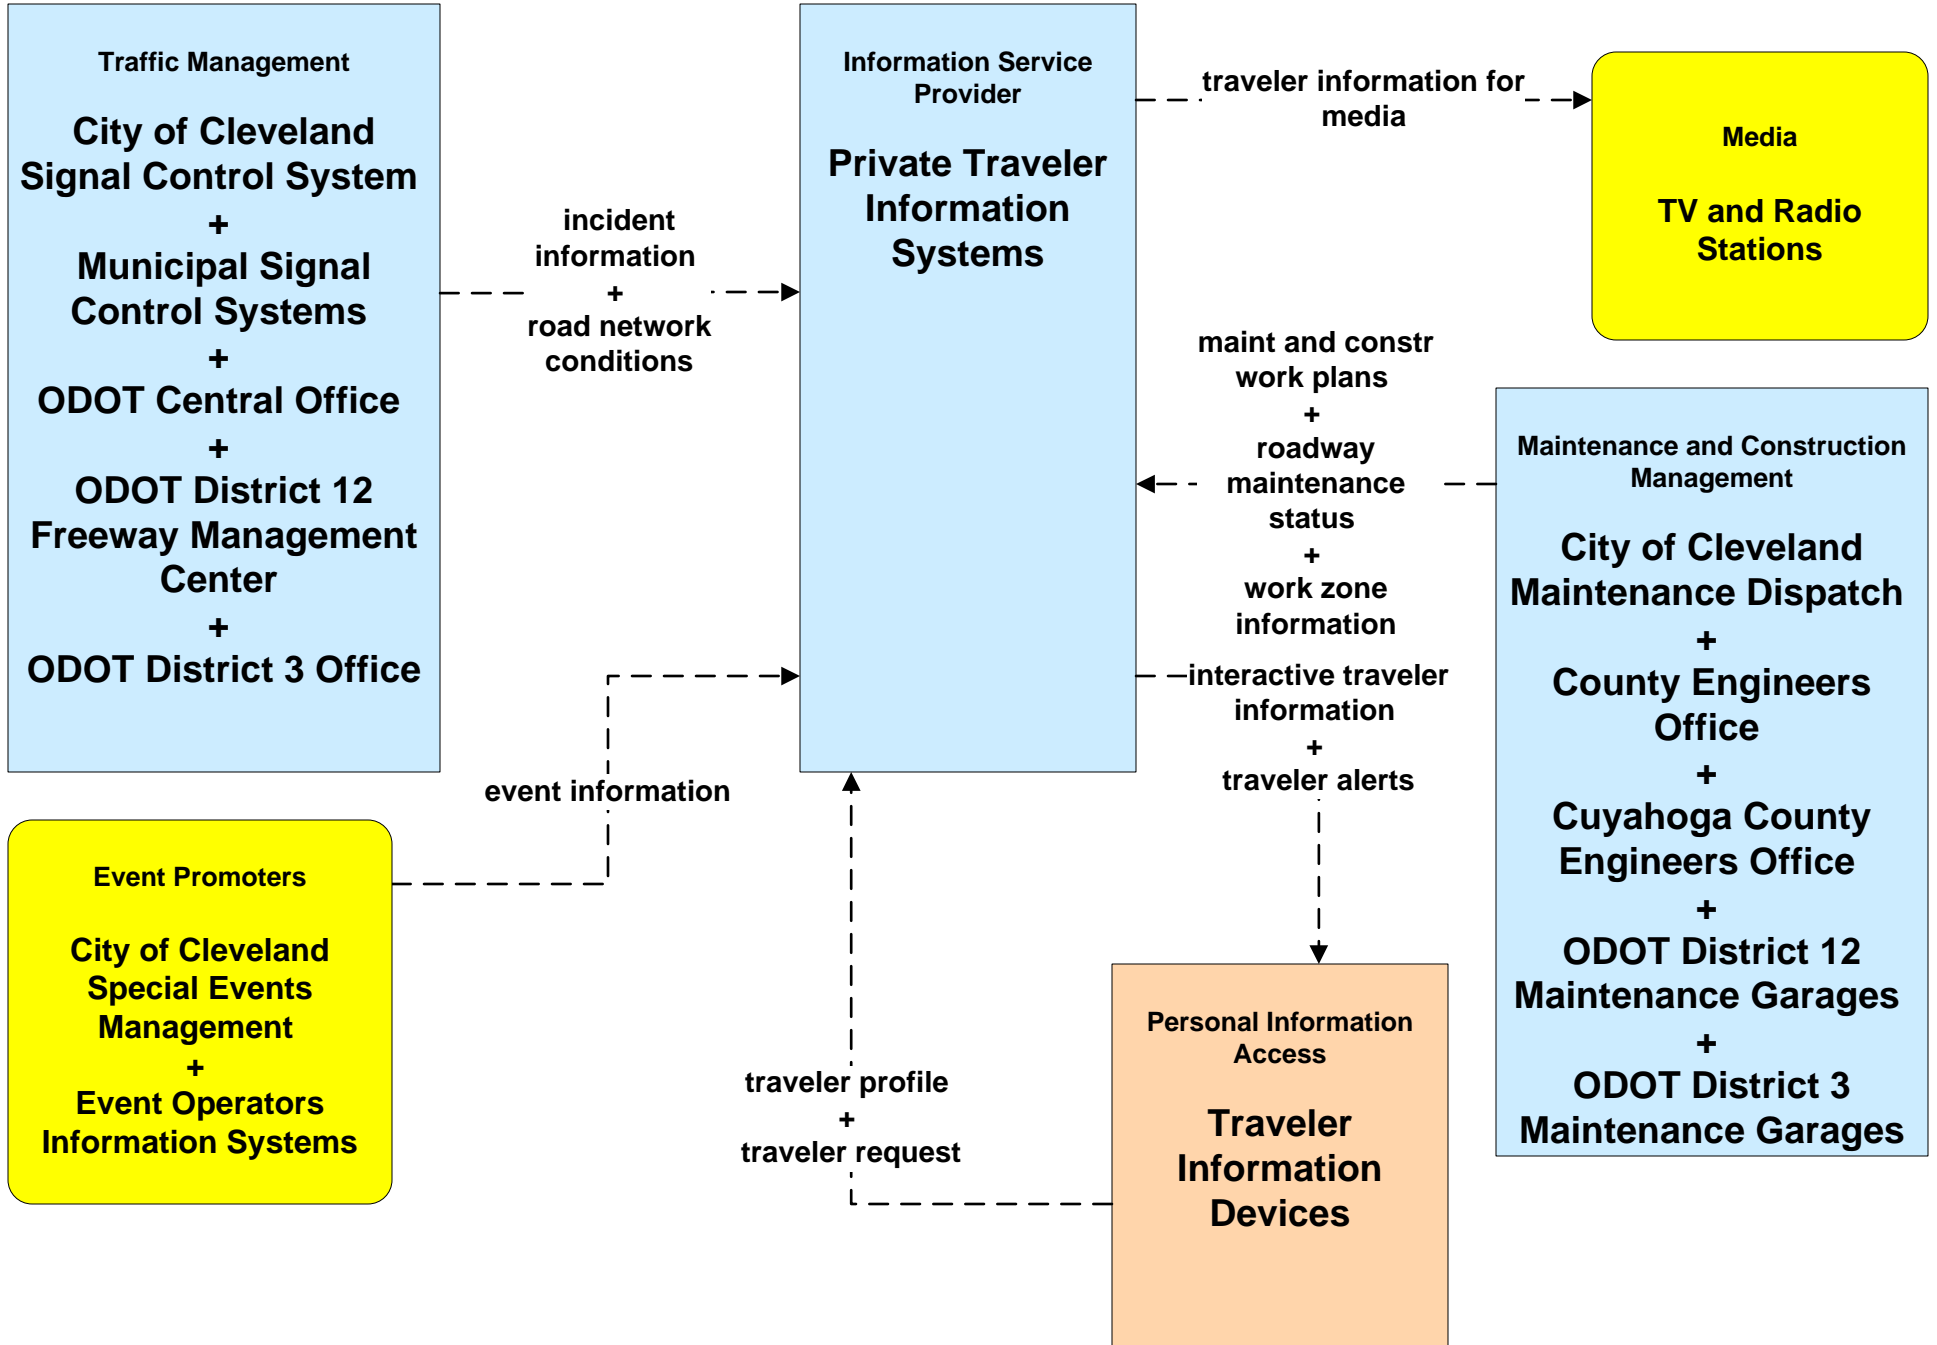 Traffic Management
City of Cleveland
Signal Control System
+
Municipal Signal
Control Systems
+
ODOT Central Office
+
ODOT District 12
Freeway Management
Center
+
ODOT District 3 Office
incident
information
+
road network
conditions
Information Service
Provider
Private Traveler
Information
Systems
traveler information for
media
Media
TV and Radio
Stations
maint and constr
work plans
+
roadway
maintenance
status
+
work zone
information
interactive traveler
information
+
traveler alerts
Maintenance and Construction
Management
City of Cleveland
Maintenance Dispatch
+
County Engineers
Office
+
Cuyahoga County
Engineers Office
+
ODOT District 12
Maintenance Garages
+
ODOT District 3
Maintenance Garages
event information
Event Promoters
City of Cleveland
Special Events
Management
+
Event Operators
Information Systems
traveler profile
+
traveler request
Personal Information
Access
Traveler
Information
Devices